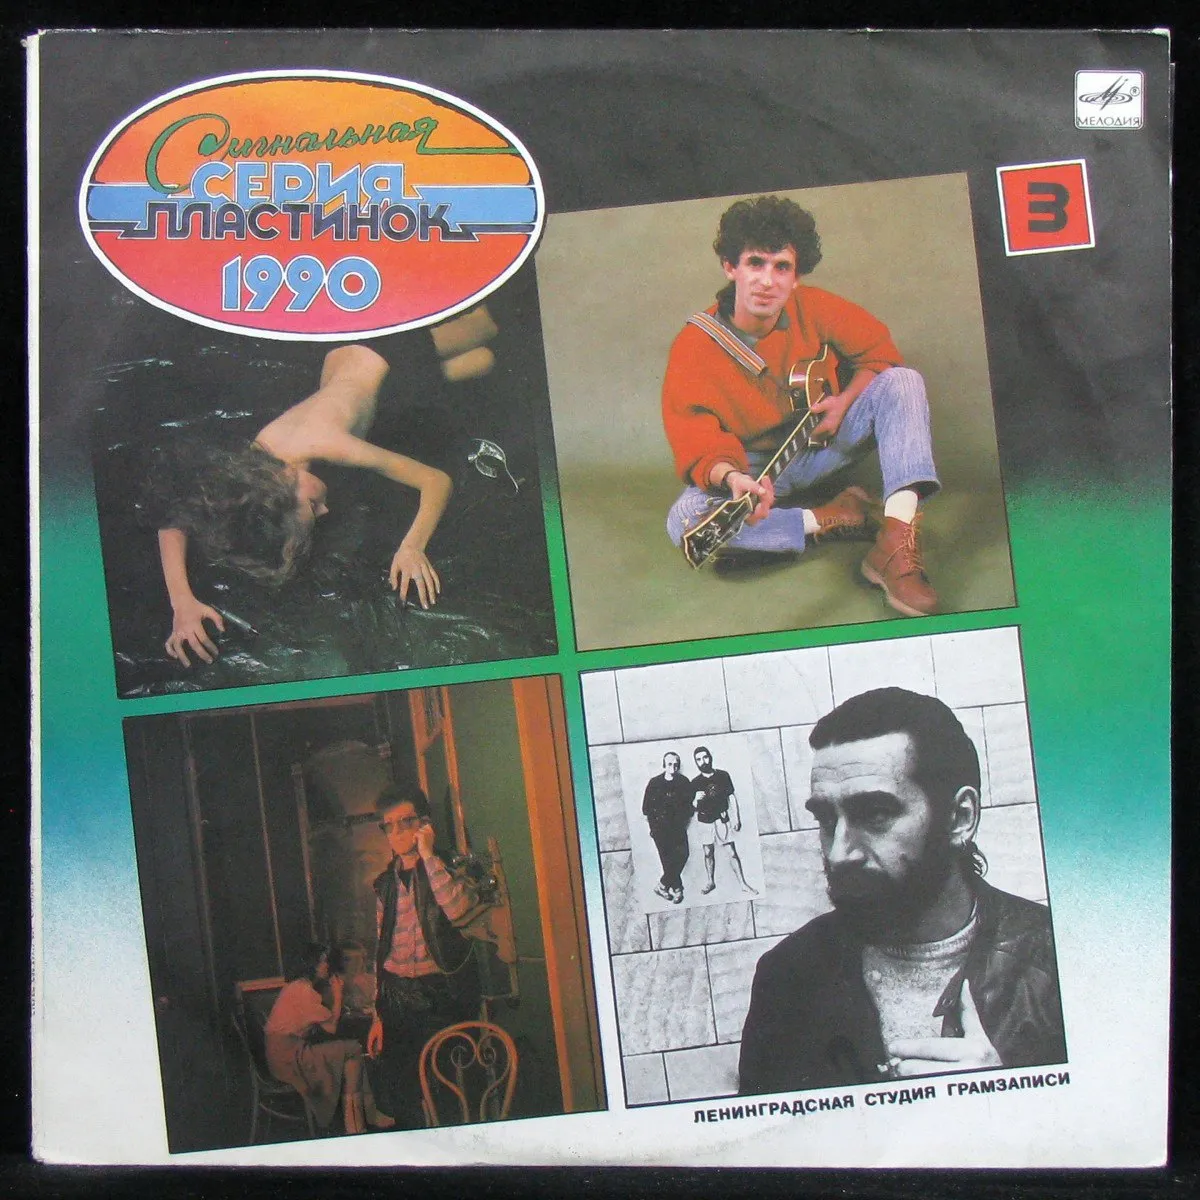 Сигнальная
СЕРИЯ
ПЛАСТИНОК
1990
МЕЛОДИЯ
3
ЛЕНИНГРАДСКАЯ СТУДИЯ ГРАМЗАПИСИ